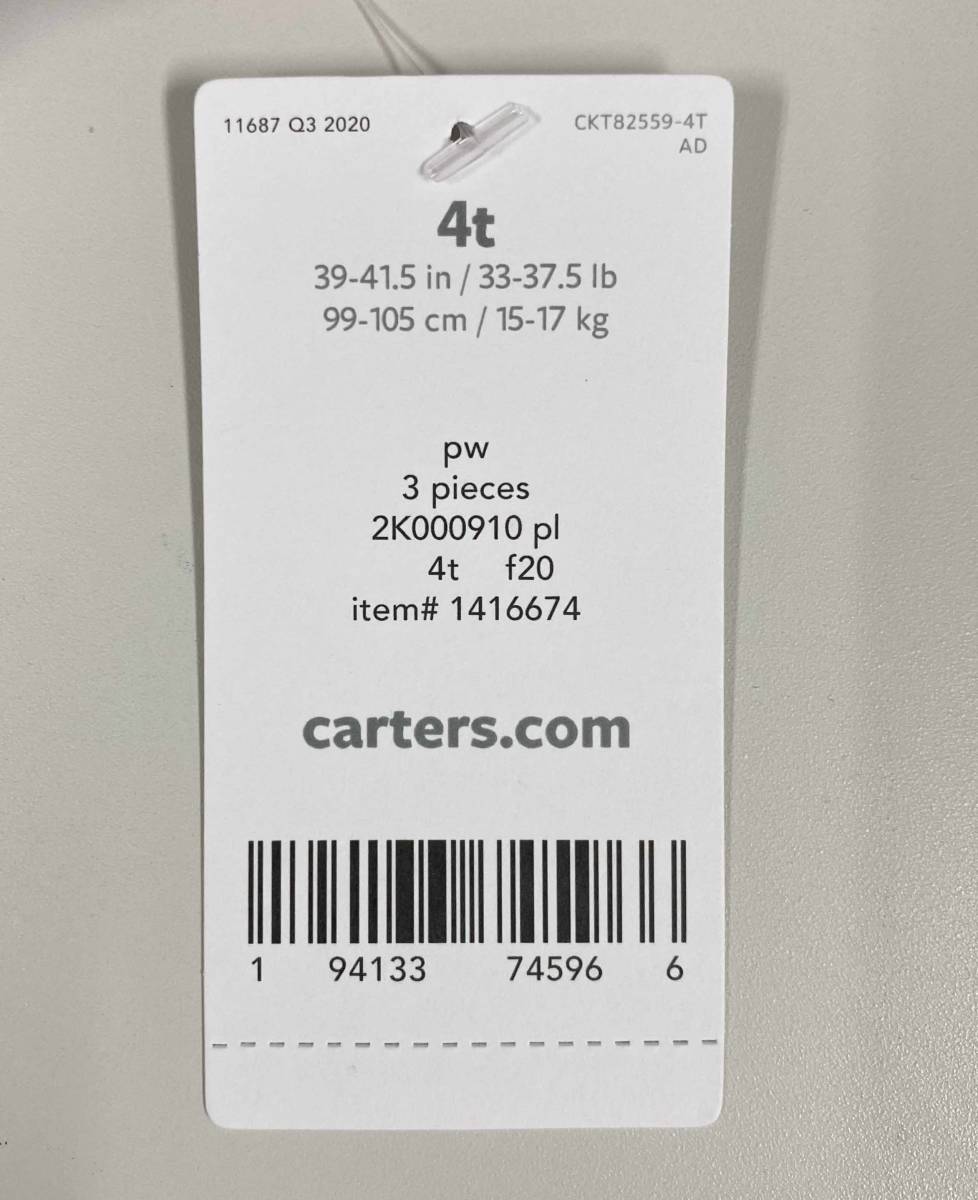 11687 Q3 2020
CKT82559-4T
AD
4t
39-41.5 in / 33-37.5 lb
99-105 cm / 15-17 kg
pw
3 pieces
2K000910 pl
4t f20
item# 1416674
carters.com
1 94133 74596 6